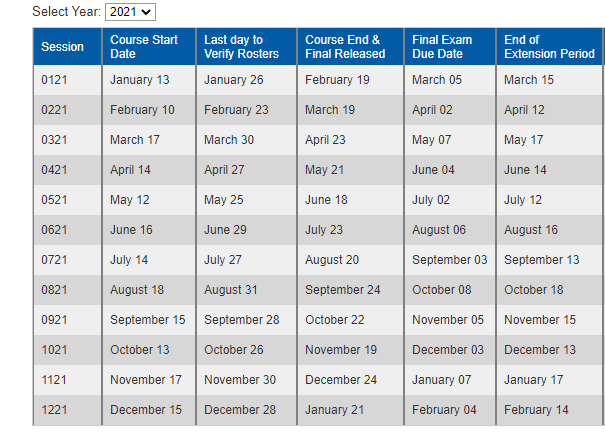 Select Year: 2021
Session Course Start Date Last day to Verify Rosters Course End & Final Released Final Exam Due Date End of Extension Period
0121 January 13 January 26 February 19 March 05 March 15
0221 February 10 February 23 March 19 April 02 April 12
0321 March 17 March 30 April 23 May 07 May 17
0421 April 14 April 27 May 21 June 04 June 14
0521 May 12 May 25 June 18 July 02 July 12
0621 June 16 June 29 July 23 August 06 August 16
0721 July 14 July 27 August 20 September 03 September 13
0821 August 18 August 31 September 24 October 08 October 18
0921 September 15 September 28 October 22 November 05 November 15
1021 October 13 October 26 November 19 December 03 December 13
1121 November 17 November 30 December 24 January 07 January 17
1221 December 15 December 28 January 21 February 04 February 14